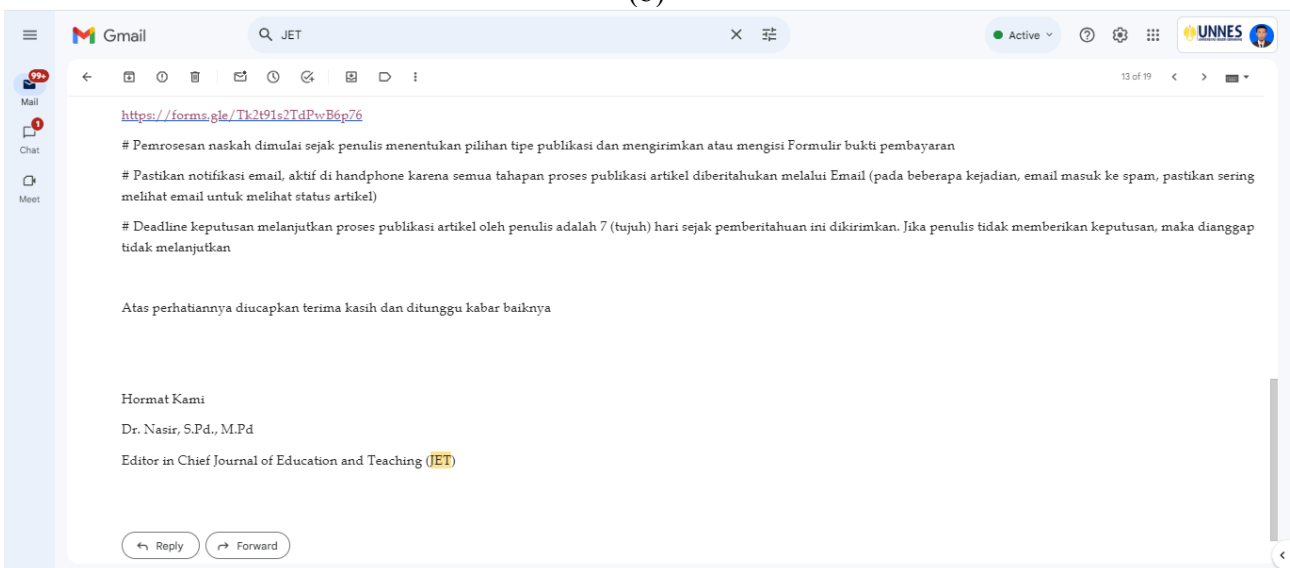 Gmail
JET
Active
UNNES
99+
13 of 19
Mail
https://forms.gle/Tk2t91s2TdPwB6p76
1
# Pemrosesan naskah dimulai sejak penulis menentukan pilihan tipe publikasi dan mengirimkan atau mengisi Formulir bukti pembayaran
Chat
# Pastikan notifikasi email, aktif di handphone karena semua tahapan proses publikasi artikel diberitahukan melalui Email (pada beberapa kejadian, email masuk ke spam, pastikan sering
melihat email untuk melihat status artikel)
Meet
# Deadline keputusan melanjutkan proses publikasi artikel oleh penulis adalah 7 (tujuh) hari sejak pemberitahuan ini dikirimkan. Jika penulis tidak memberikan keputusan, maka dianggap
tidak melanjutkan
Atas perhatiannya diucapkan terima kasih dan ditunggu kabar baiknya
Hormat Kami
Dr. Nasir, S.Pd., M.Pd
Editor in Chief Journal of Education and Teaching (JET)
Reply
Forward